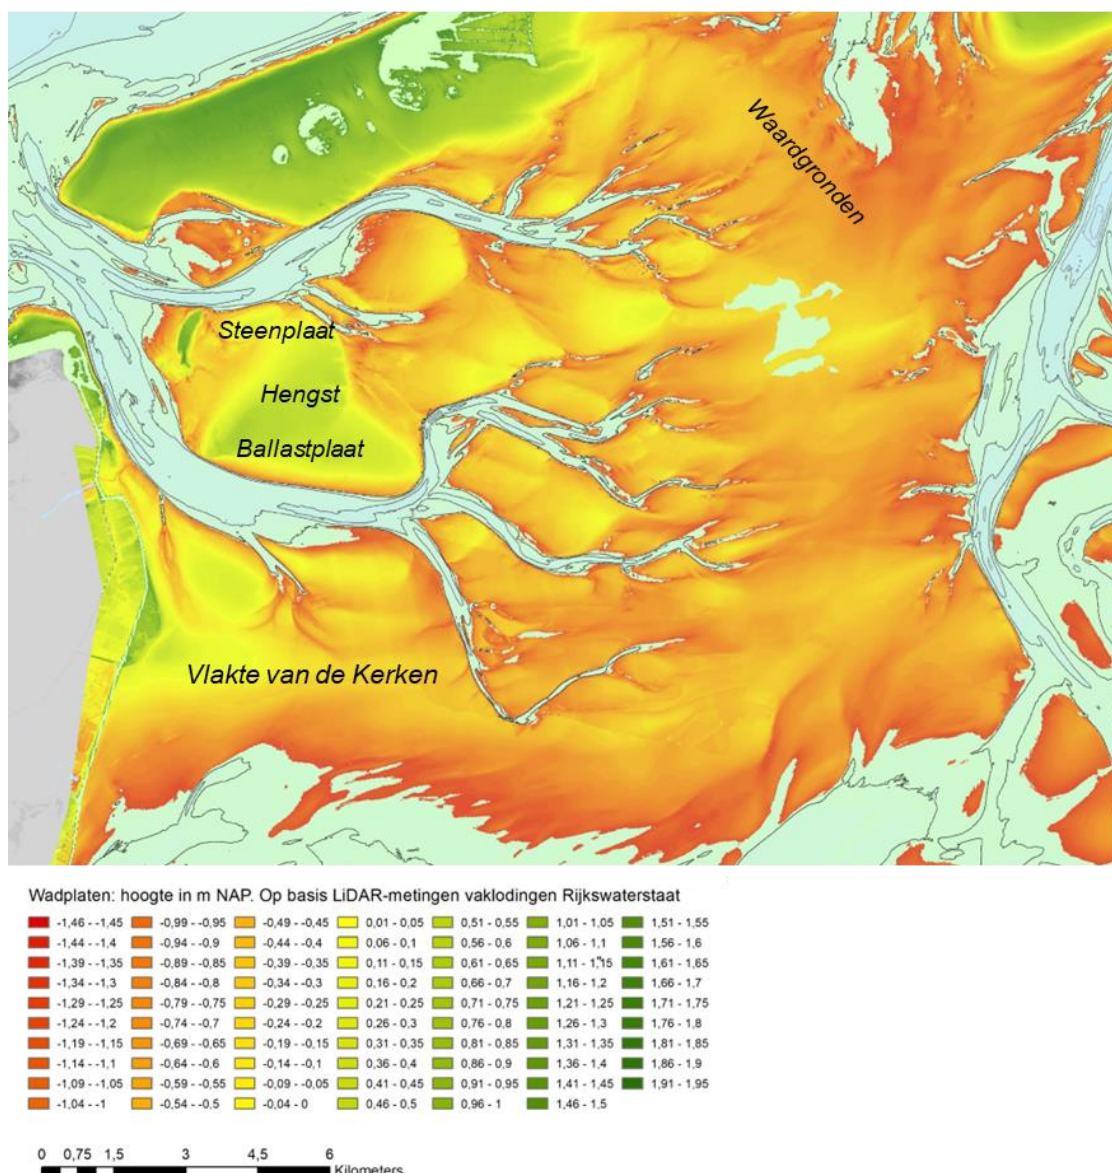 Waardgronden
Steenplaat
Hengst
Ballastplaat
Vlakte van de Kerken
Wadplaten: hoogte in m NAP. Op basis LiDAR-metingen vaklodingen Rijkswaterstaat
-1,46 - -1,45 -0,99 - -0,95 -0,49 - -0,45 0,01 - 0,05 0,51 - 0,55 1,01 - 1,05 1,51 - 1,55
-1,44 - -1,4 -0,94 - -0,9 -0,44 - -0,4 0,06 - 0,1 0,56 - 0,6 1,06 - 1,1 1,56 - 1,6
-1,39 - -1,35 -0,89 - -0,85 -0,39 - -0,35 0,11 - 0,15 0,61 - 0,65 1,11 - 1,15 1,61 - 1,65
-1,34 - -1,3 -0,84 - -0,8 -0,34 - -0,3 0,16 - 0,2 0,66 - 0,7 1,16 - 1,2 1,66 - 1,7
-1,29 - -1,25 -0,79 - -0,75 -0,29 - -0,25 0,21 - 0,25 0,71 - 0,75 1,21 - 1,25 1,71 - 1,75
-1,24 - -1,2 -0,74 - -0,7 -0,24 - -0,2 0,26 - 0,3 0,76 - 0,8 1,26 - 1,3 1,76 - 1,8
-1,19 - -1,15 -0,69 - -0,65 -0,19 - -0,15 0,31 - 0,35 0,81 - 0,85 1,31 - 1,35 1,81 - 1,85
-1,14 - -1,1 -0,64 - -0,6 -0,14 - -0,1 0,36 - 0,4 0,86 - 0,9 1,36 - 1,4 1,86 - 1,9
-1,09 - -1,05 -0,59 - -0,55 -0,09 - -0,05 0,41 - 0,45 0,91 - 0,95 1,41 - 1,45 1,91 - 1,95
-1,04 - -1 -0,54 - -0,5 -0,04 - 0 0,46 - 0,5 0,96 - 1 1,46 - 1,5
0 0,75 1,5 3 4,5 6
Kilometers